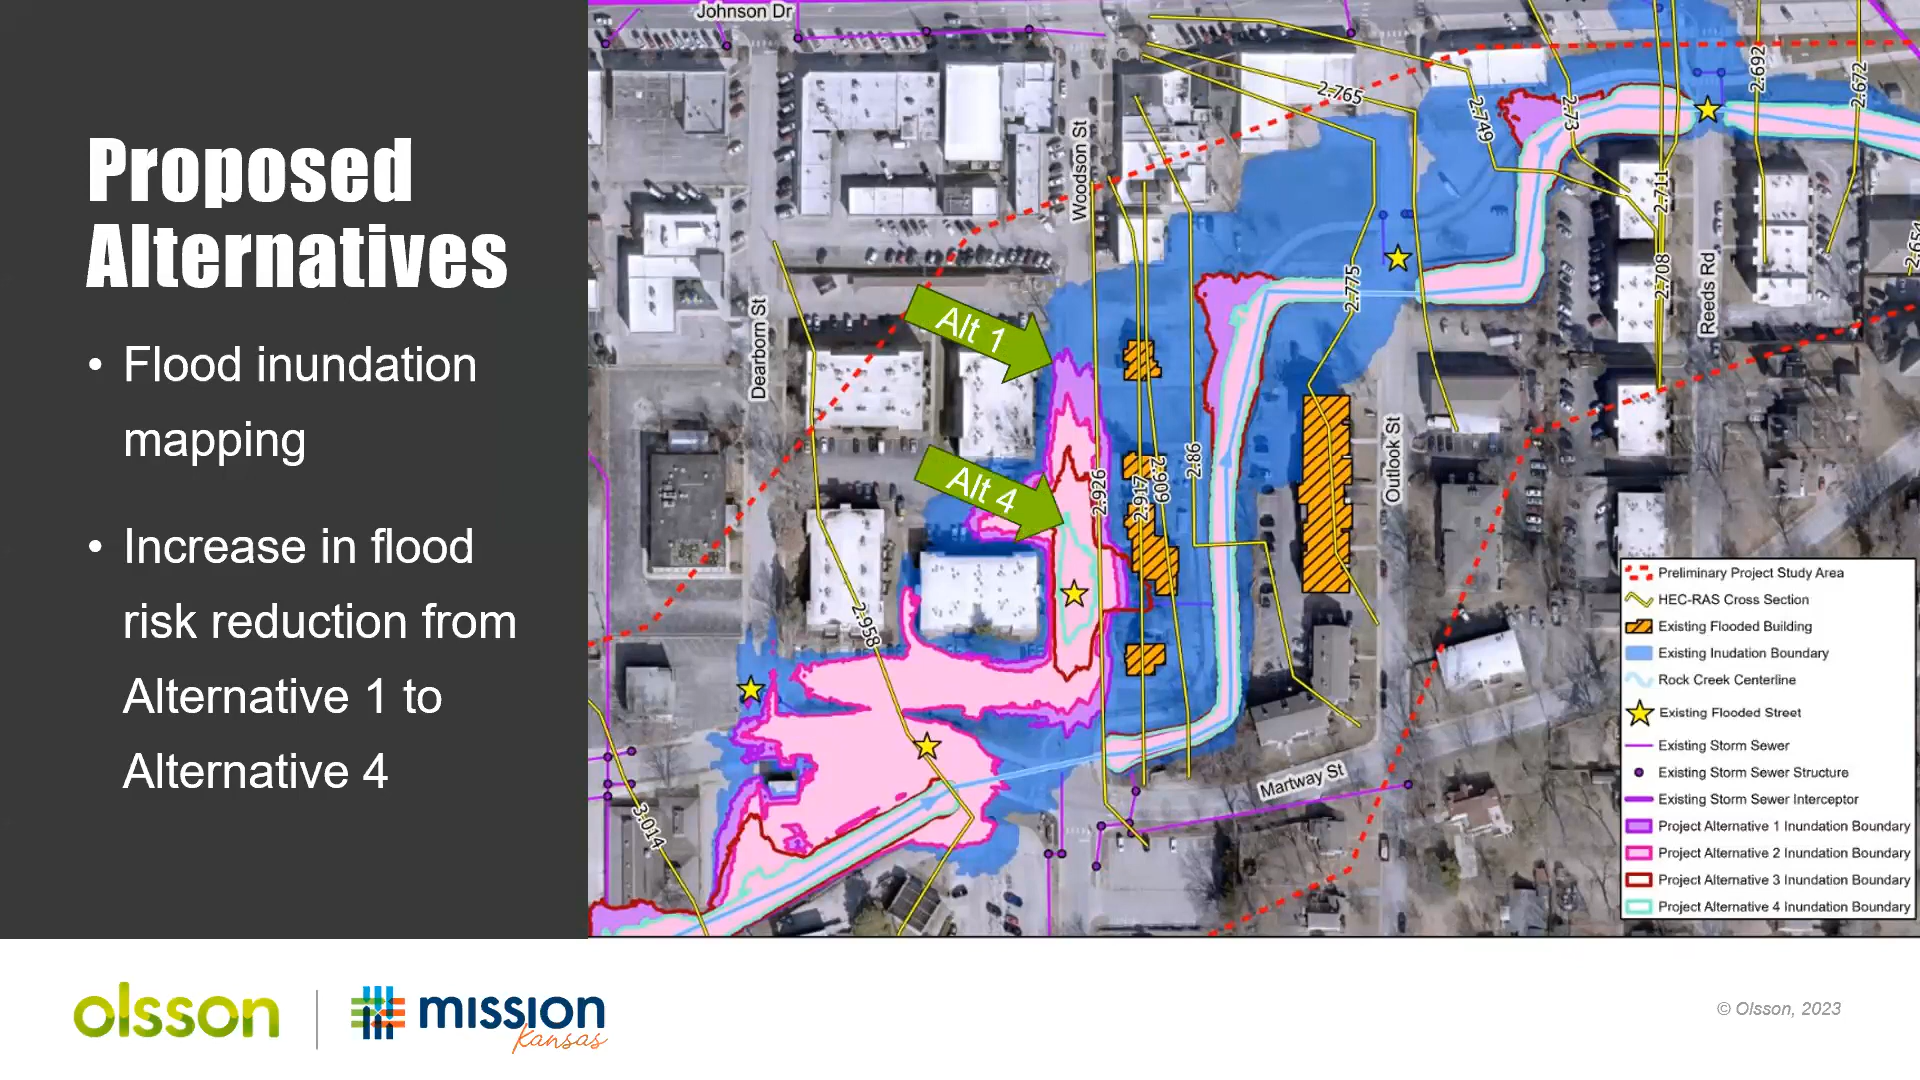 Proposed
Alternatives
• Flood inundation
mapping
• Increase in flood
risk reduction from
Alternative 1 to
Alternative 4
Johnson Dr
Woodson St
Dearborn St
Outlook St
Reeds Rd
Martway St
Alt 1
Alt 4
2.765
2.749
2.73
2.711
2.708
2.692
2.672
2.775
2.86
2.909
2.917
2.926
2.958
3.014
Preliminary Project Study Area
HEC-RAS Cross Section
Existing Flooded Building
Existing Inudation Boundary
Rock Creek Centerline
Existing Flooded Street
Existing Storm Sewer
Existing Storm Sewer Structure
Existing Storm Sewer Interceptor
Project Alternative 1 Inundation Boundary
Project Alternative 2 Inundation Boundary
Project Alternative 3 Inundation Boundary
Project Alternative 4 Inundation Boundary
olsson
mission
kansas
© Olsson, 2023